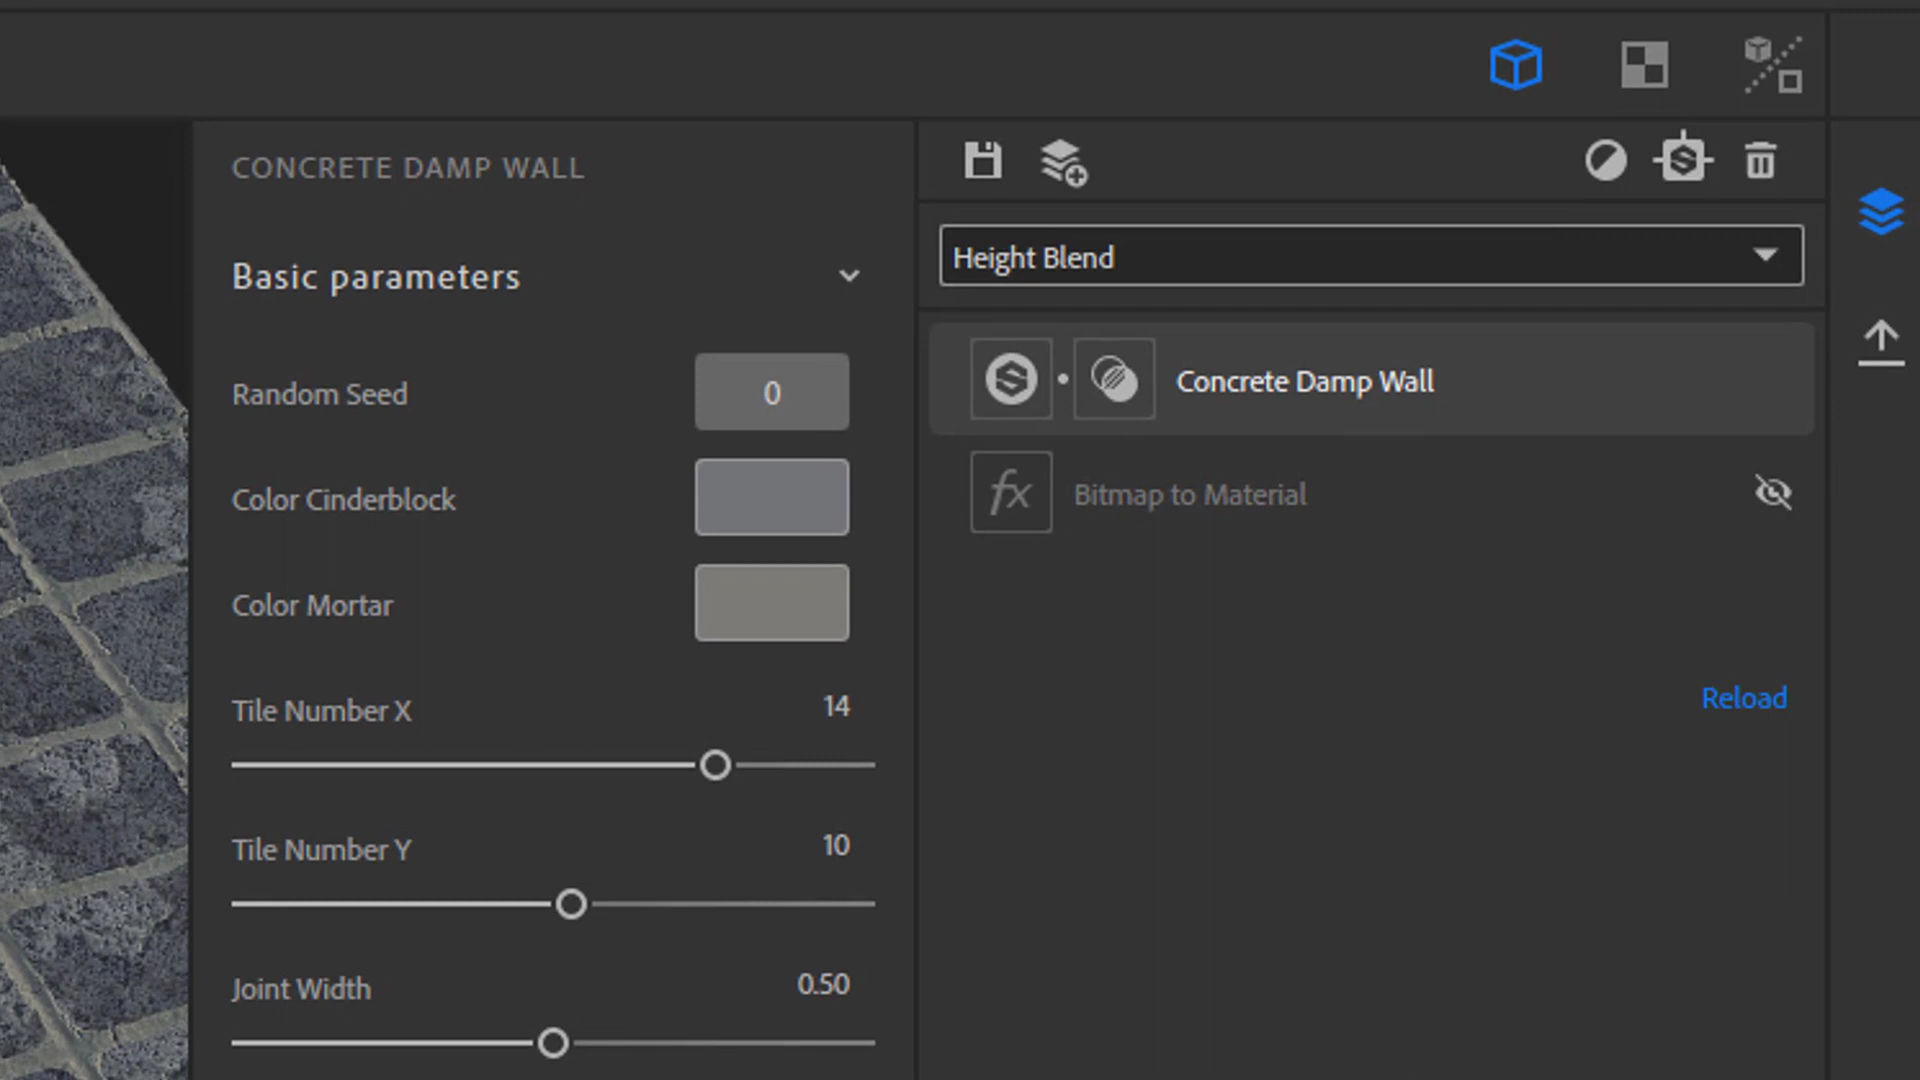 CONCRETE DAMP WALL
Basic parameters
Random Seed 0
Color Cinderblock
Color Mortar
Tile Number X 14
Tile Number Y 10
Joint Width 0.50
Height Blend
Concrete Damp Wall
fx Bitmap to Material
Reload